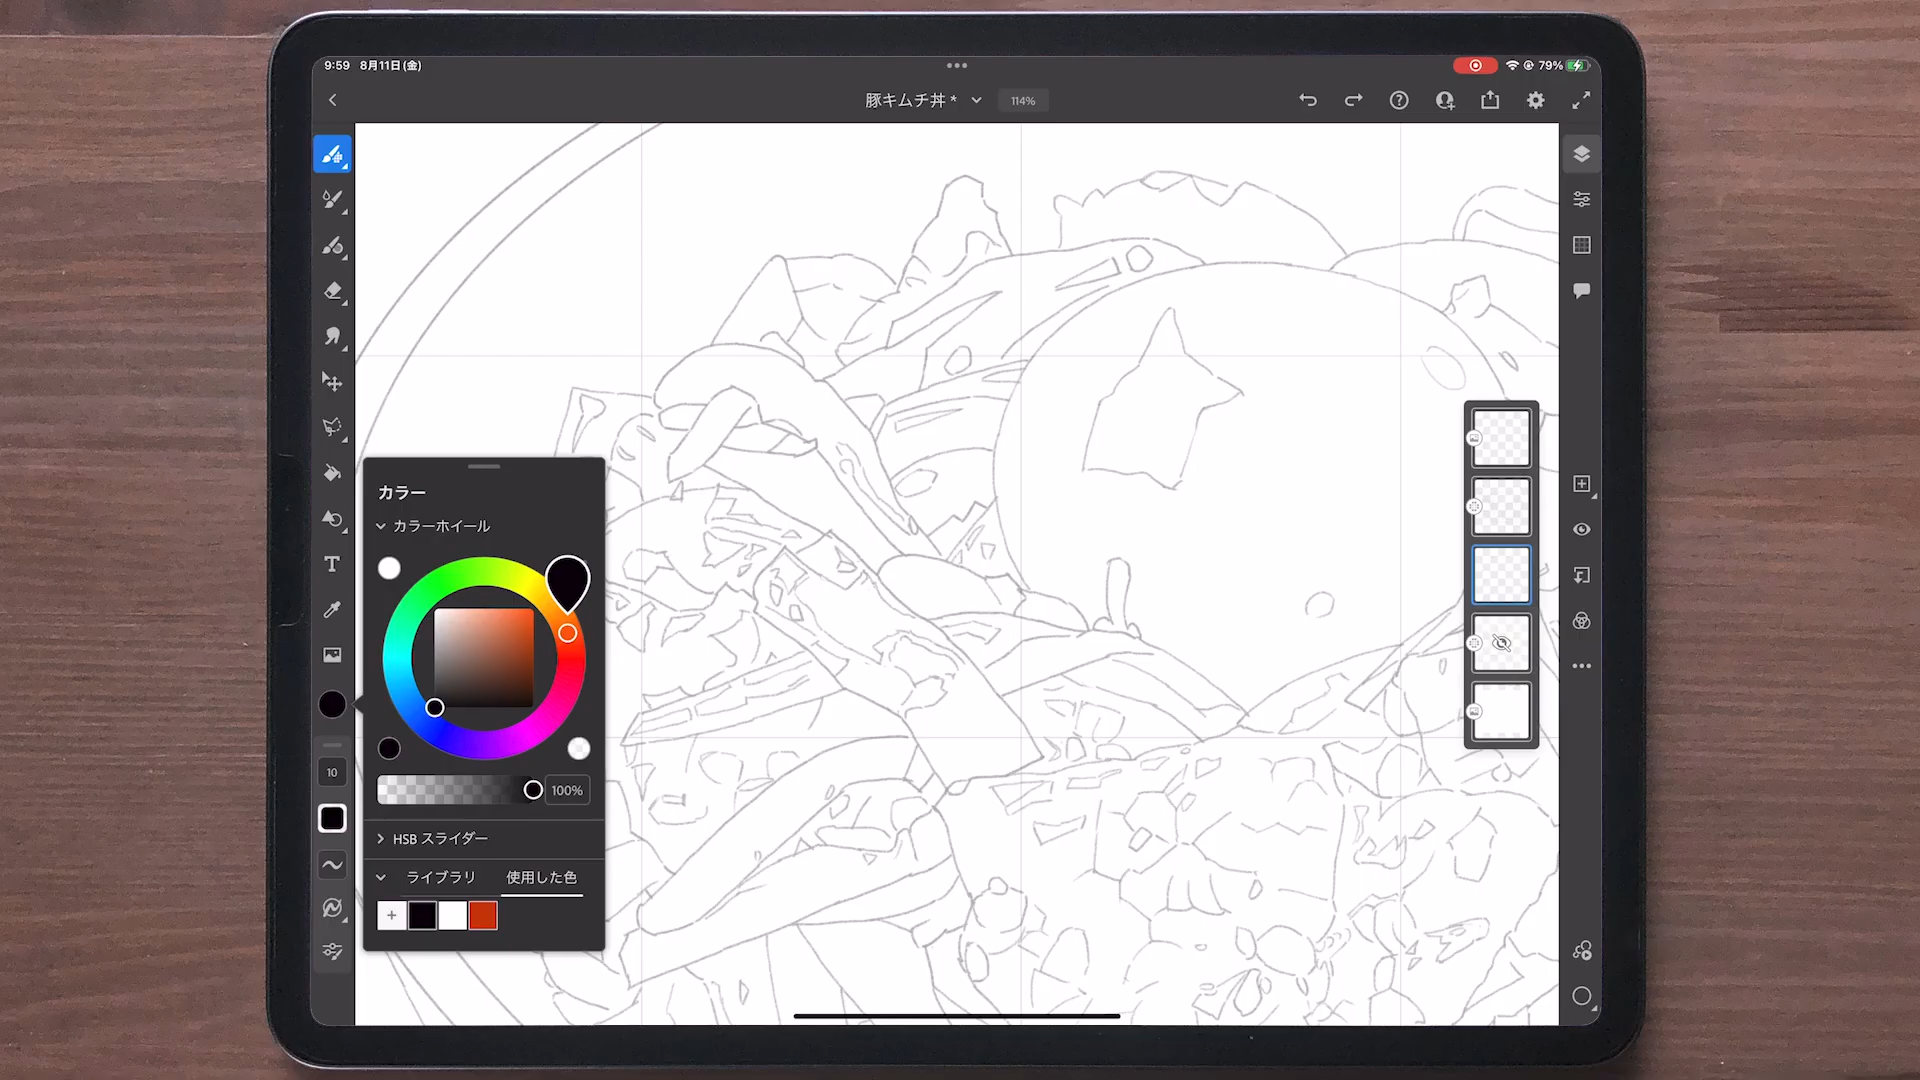 9:59 8月11日(金)
79%
豚キムチ丼 *
114%
カラー
カラーホイール
10
100%
HSB スライダー
ライブラリ 使用した色